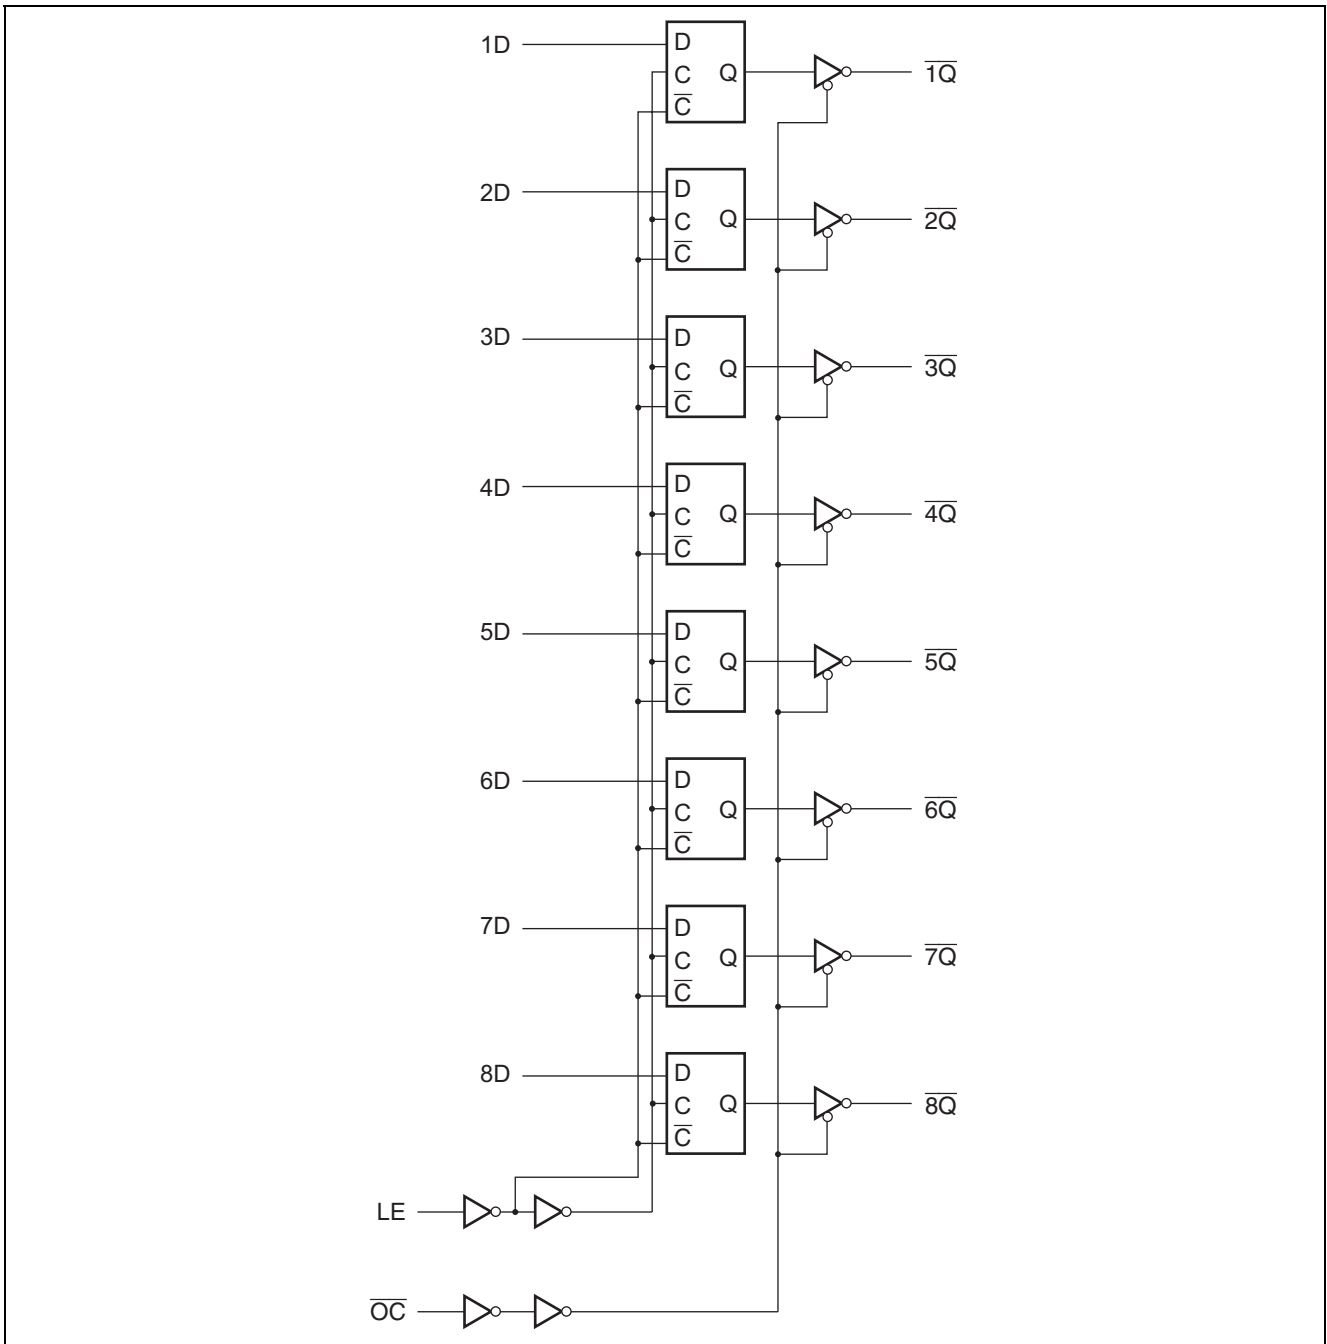 1D D C Q C̅ 1̅Q̅
2D D C Q C̅ 2̅Q̅
3D D C Q C̅ 3̅Q̅
4D D C Q C̅ 4̅Q̅
5D D C Q C̅ 5̅Q̅
6D D C Q C̅ 6̅Q̅
7D D C Q C̅ 7̅Q̅
8D D C Q C̅ 8̅Q̅
LE
O̅C̅